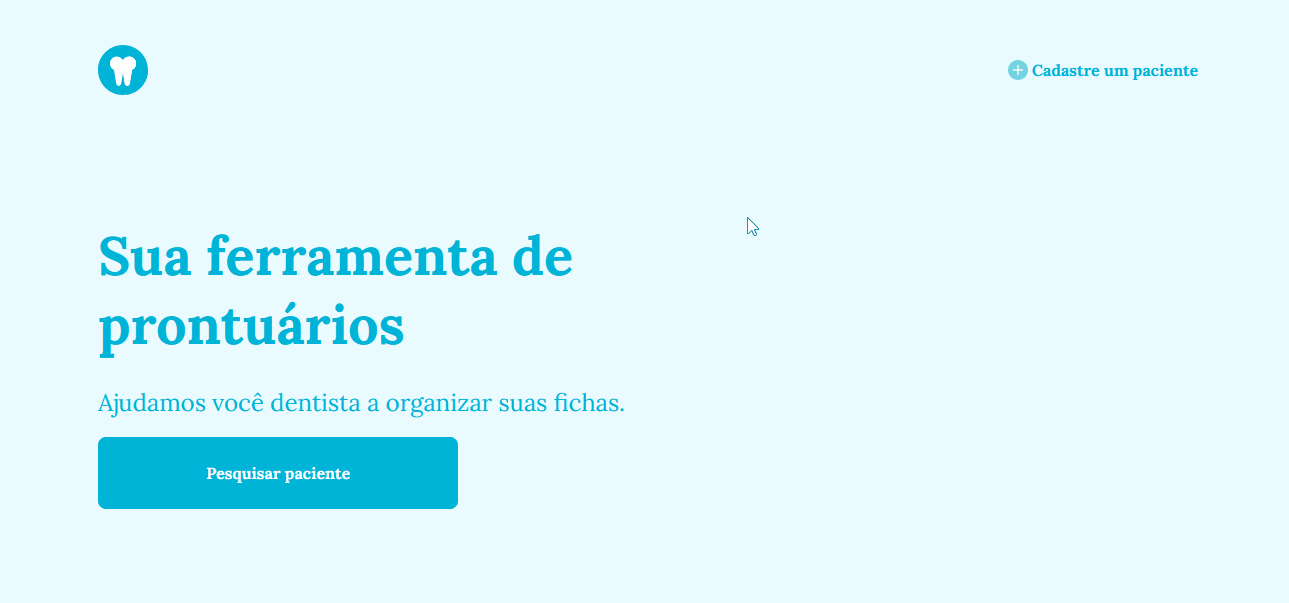 Cadastre um paciente
Sua ferramenta de
prontuários
Ajudamos você dentista a organizar suas fichas.
Pesquisar paciente